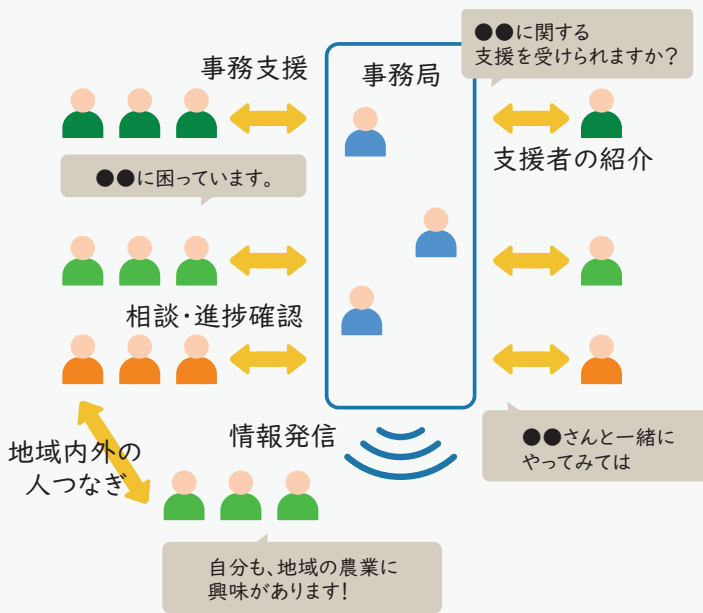 ●●に関する
支援を受けられますか？
事務支援
事務局
支援者の紹介
●●に困っています。
相談・進捗確認
情報発信
●●さんと一緒に
やってみては
地域内外の
人つなぎ
自分も、地域の農業に
興味があります！